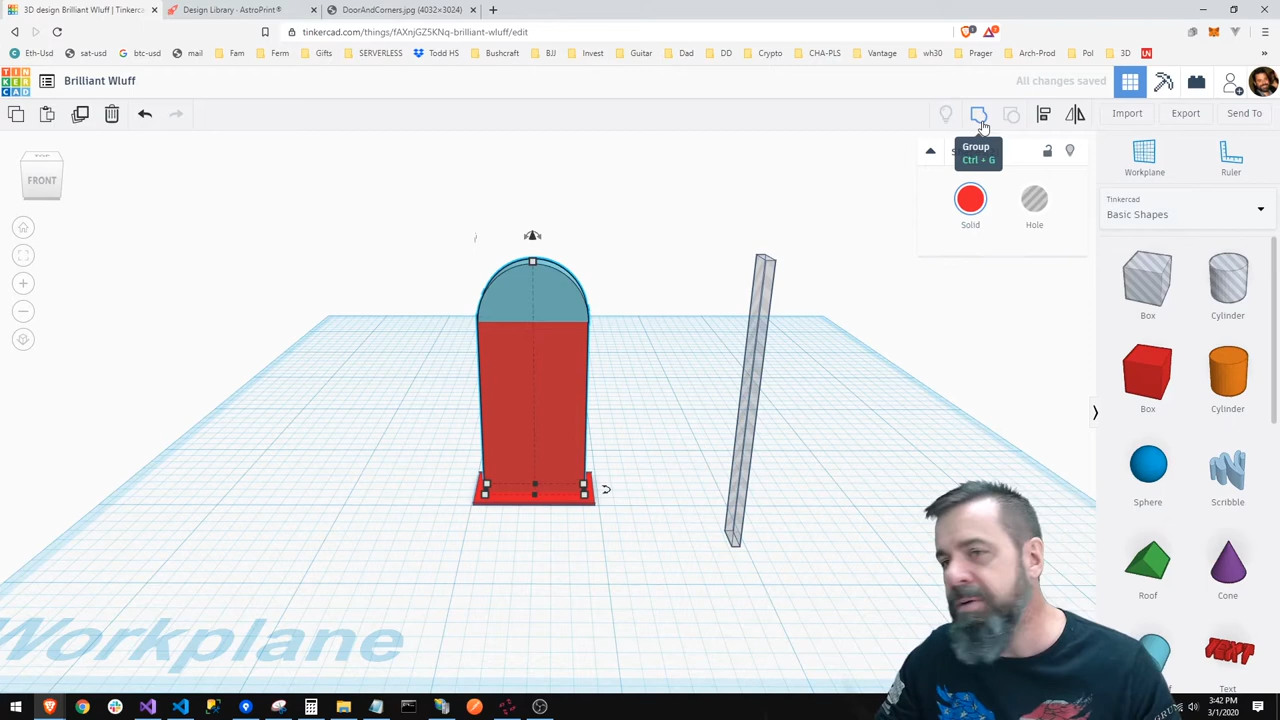 3D design Brilliant Wluff | Tinkerca
Design Library - AstroPrint®
DoorAndCorners.jpg (4032×3024)
tinkercad.com/things/fAXnjGZ5KNq-brilliant-wluff/edit
Eth-Usd
sat-usd
btc-usd
mail
Fam
Ferm
Gifts
SERVERLESS
Todd HS
Bushcraft
BJJ
Invest
Guitar
Dad
DD
Crypto
CHA-PLS
Vantage
wh30
Prager
Arch-Prod
Pol
3D
UN
TIN
KER
CAD
Brilliant Wluff
All changes saved
Import
Export
Send To
Group
Ctrl + G
Solid
Hole
TOP
FRONT
Workplane
Ruler
Tinkercad
Basic Shapes
Box
Cylinder
Box
Cylinder
Sphere
Scribble
Roof
Cone
TEXT
Text
Workplane
3:42 PM
3/1/2020